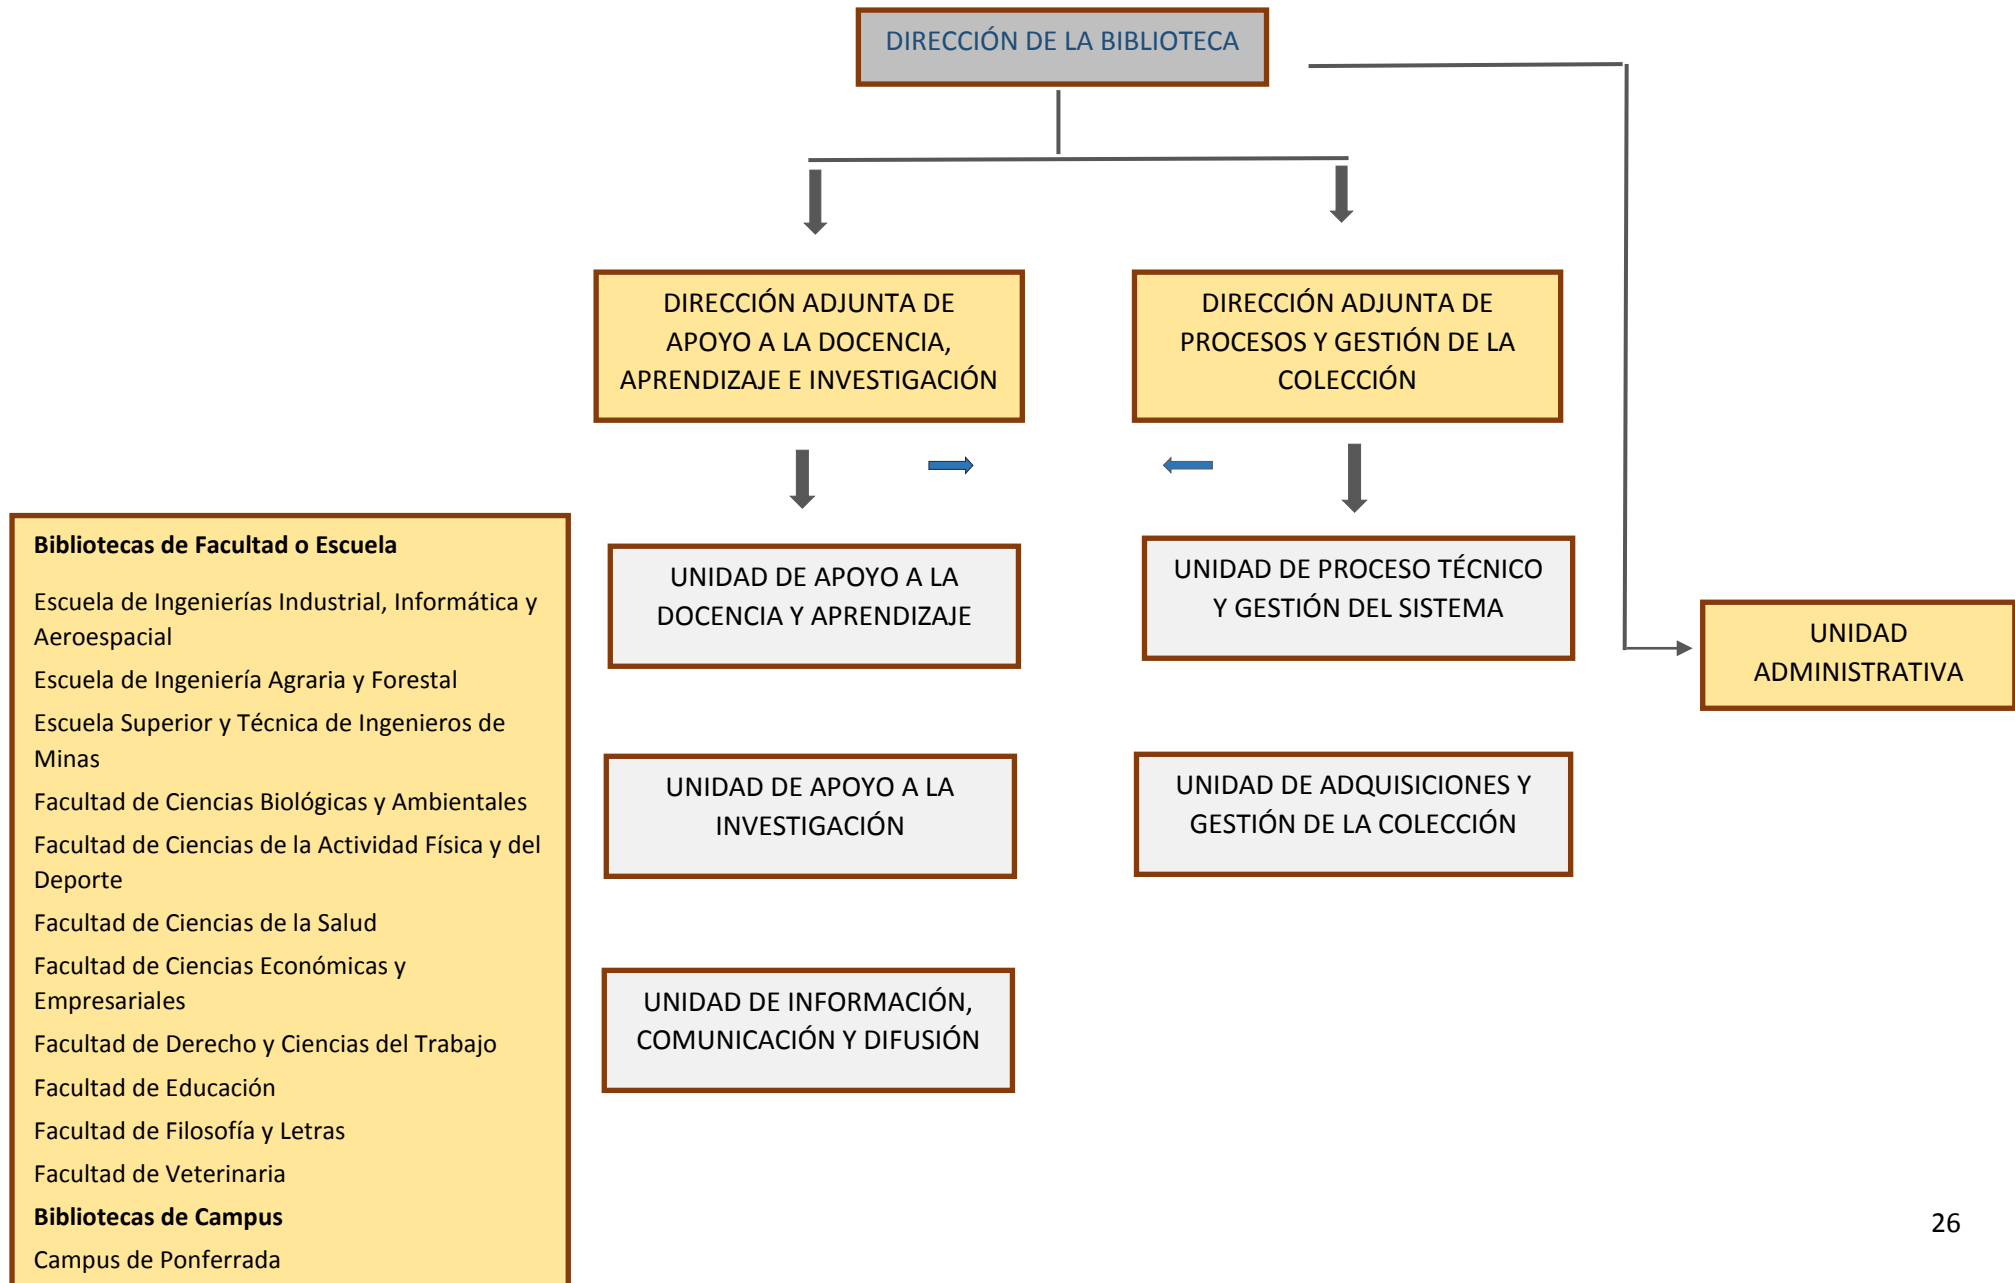 DIRECCIÓN DE LA BIBLIOTECA
DIRECCIÓN ADJUNTA DE
APOYO A LA DOCENCIA,
APRENDIZAJE E INVESTIGACIÓN
DIRECCIÓN ADJUNTA DE
PROCESOS Y GESTIÓN DE LA
COLECCIÓN
Bibliotecas de Facultad o Escuela
Escuela de Ingenierías Industrial, Informática y
Aeroespacial
Escuela de Ingeniería Agraria y Forestal
Escuela Superior y Técnica de Ingenieros de
Minas
Facultad de Ciencias Biológicas y Ambientales
Facultad de Ciencias de la Actividad Física y del
Deporte
Facultad de Ciencias de la Salud
Facultad de Ciencias Económicas y
Empresariales
Facultad de Derecho y Ciencias del Trabajo
Facultad de Educación
Facultad de Filosofía y Letras
Facultad de Veterinaria
Bibliotecas de Campus
Campus de Ponferrada
UNIDAD DE APOYO A LA
DOCENCIA Y APRENDIZAJE
UNIDAD DE APOYO A LA
INVESTIGACIÓN
UNIDAD DE INFORMACIÓN,
COMUNICACIÓN Y DIFUSIÓN
UNIDAD DE PROCESO TÉCNICO
Y GESTIÓN DEL SISTEMA
UNIDAD DE ADQUISICIONES Y
GESTIÓN DE LA COLECCIÓN
UNIDAD
ADMINISTRATIVA
26